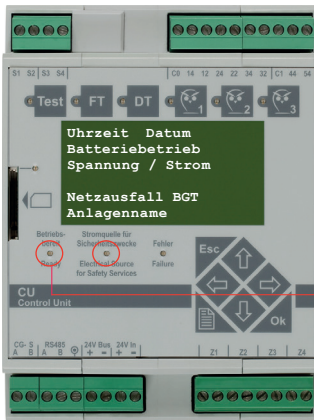 S1 S2 S3 S4 C0 14 12 24 22 34 32 C1 44 54
Test FT DT 1 2 3
Uhrzeit Datum
Batteriebetrieb
Spannung / Strom
Netzausfall BGT
Anlagenname
Betriebs-
bereit
Ready
Stromquelle für
Sicherheitszwecke
Electrical Source
for Safety Services
Fehler
Failure
Esc
Ok
CU
Control Unit
CG- S RS485 24V Bus 24V In
A B A B + - + - Z1 Z2 Z3 Z4